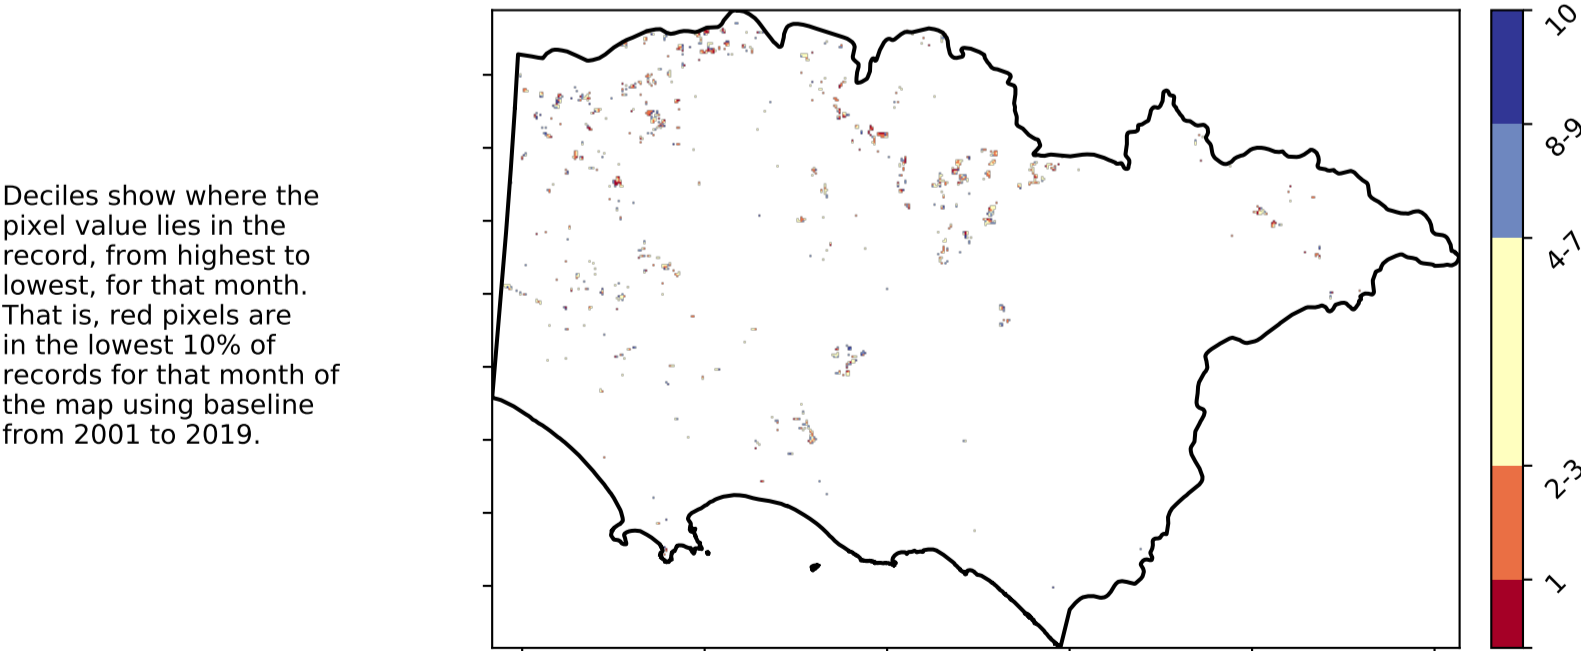 Deciles show where the
pixel value lies in the
record, from highest to
lowest, for that month.
That is, red pixels are
in the lowest 10% of
records for that month of
the map using baseline
from 2001 to 2019.
10
8-9
4-7
2-3
1